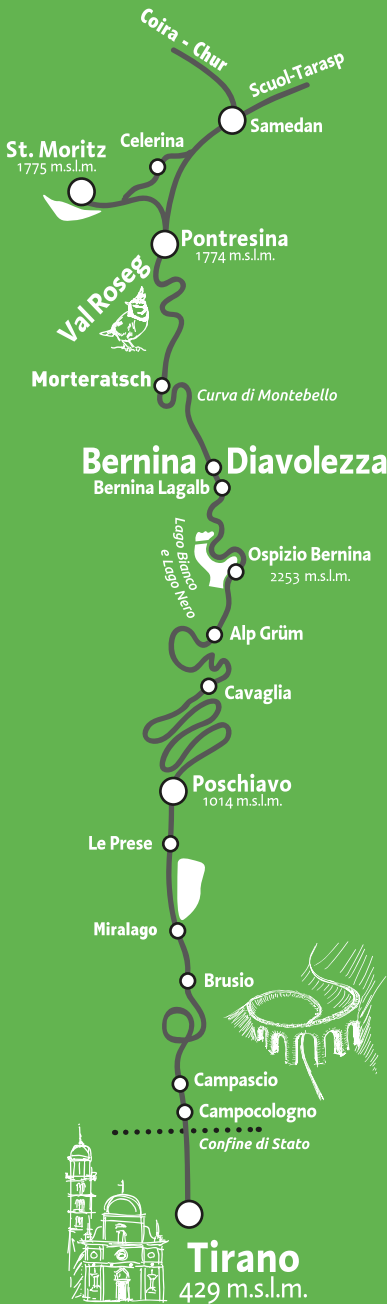 Coira - Chur
Scuol-Tarasp
Samedan
Celerina
St. Moritz
1775 m.s.l.m.
Pontresina
1774 m.s.l.m.
Val Roseg
Morteratsch
Curva di Montebello
Bernina Diavolezza
Bernina Lagalb
Lago Bianco
e Lago Nero
Ospizio Bernina
2253 m.s.l.m.
Alp Grüm
Cavaglia
Poschiavo
1014 m.s.l.m.
Le Prese
Miralago
Brusio
Campascio
Campocologno
Confine di Stato
Tirano
429 m.s.l.m.